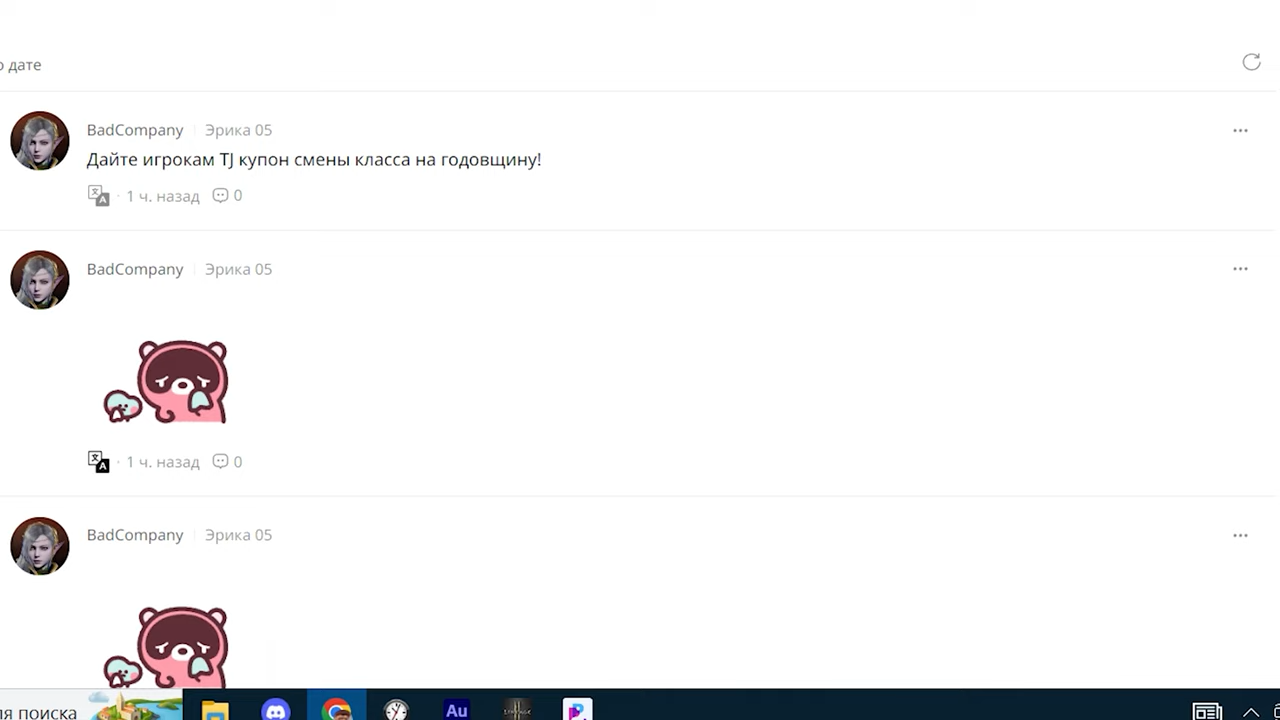 о дате
BadCompany Эрика 05
Дайте игрокам TJ купон смены класса на годовщину!
· 1 ч. назад 0
BadCompany Эрика 05
· 1 ч. назад 0
BadCompany Эрика 05
ля поиска
Au